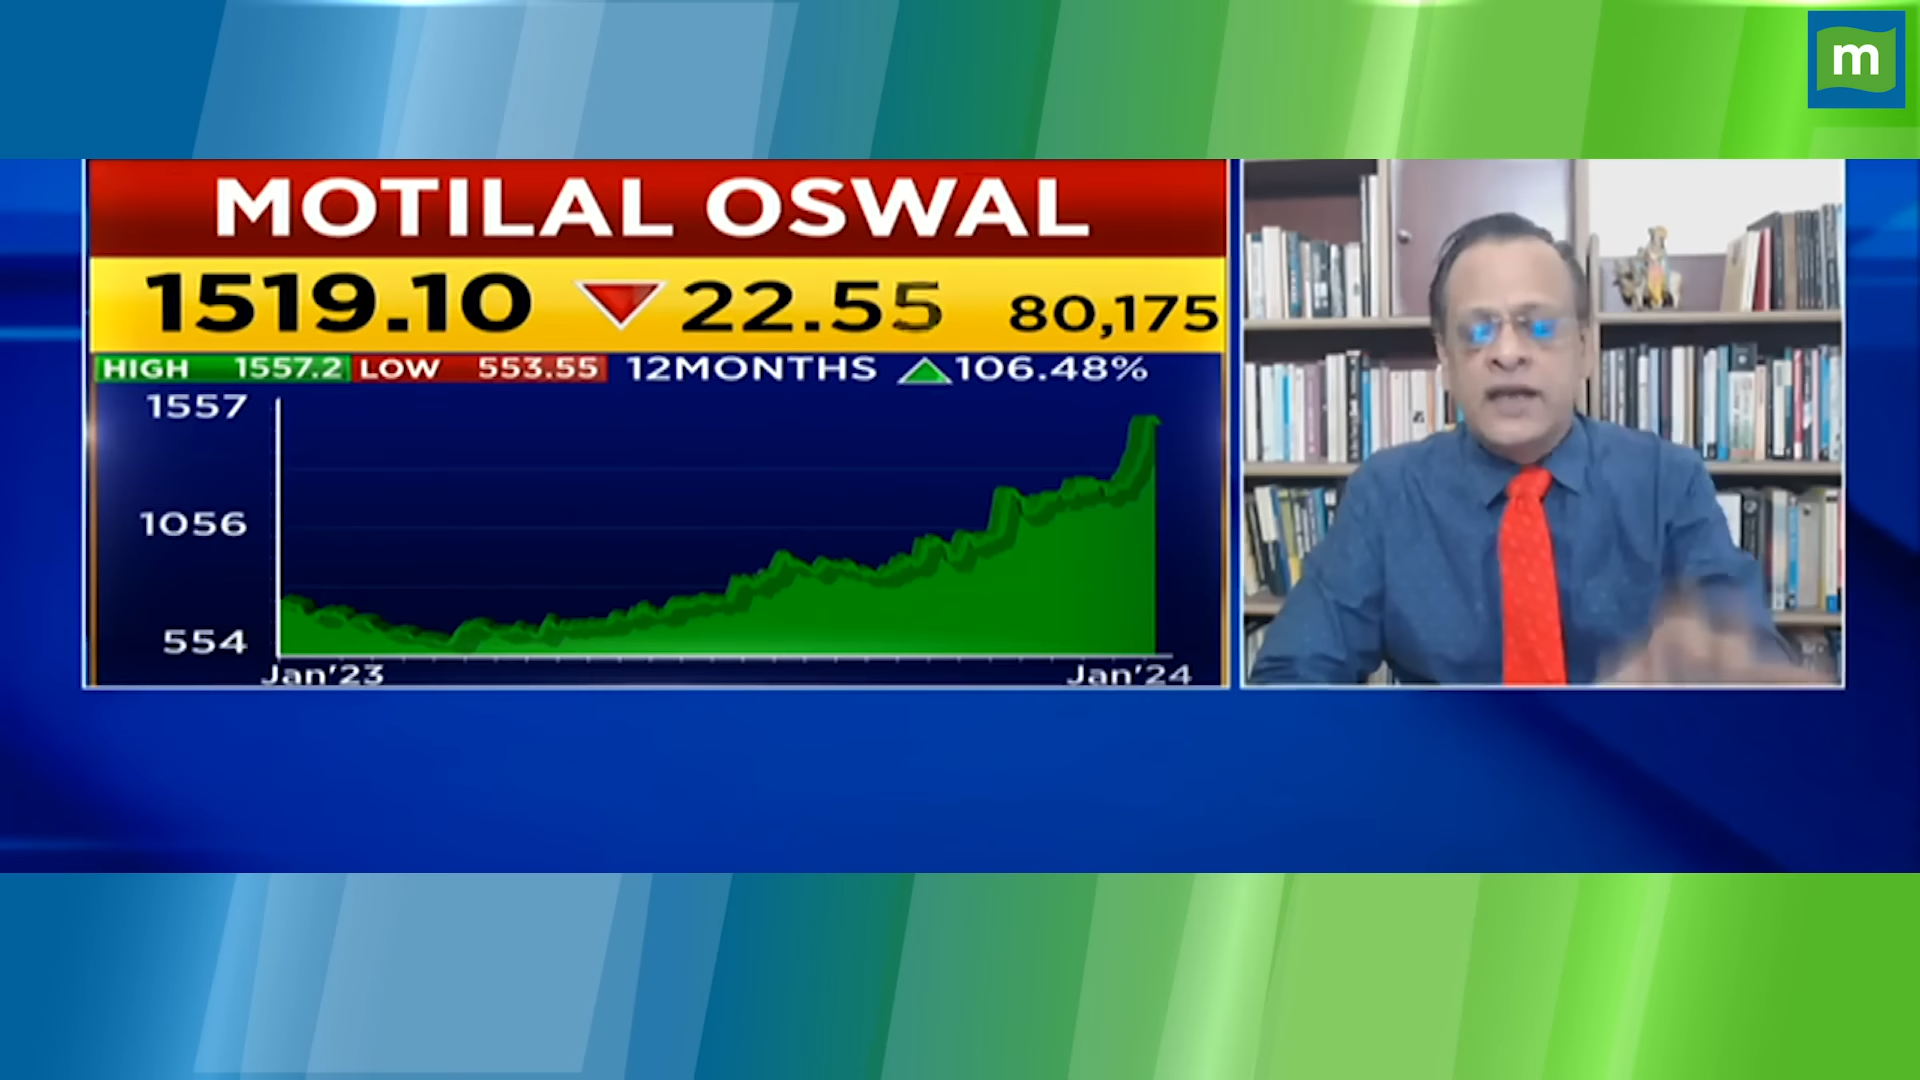 m
MOTILAL OSWAL
1519.10 ▼ 22.55 80,175
HIGH 1557.2 LOW 553.55 12MONTHS ▲ 106.48%
1557
1056
554
Jan'23 Jan'24